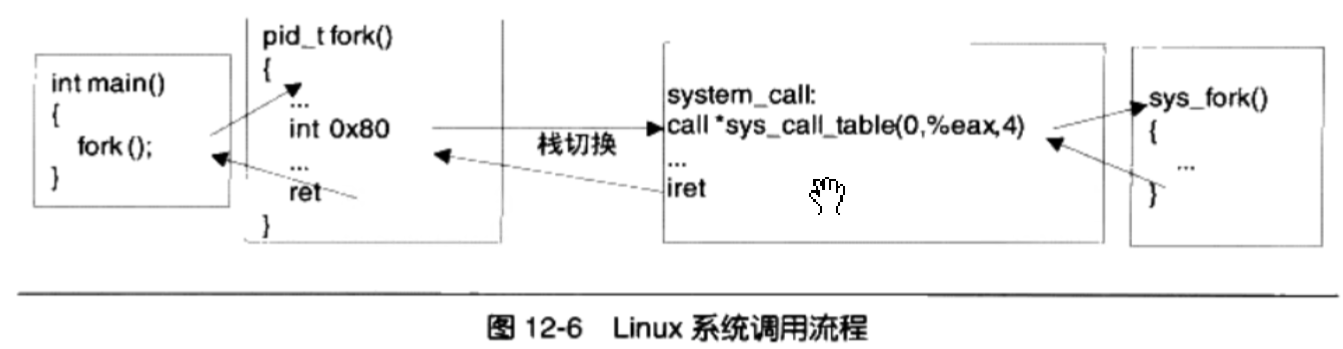 int main()
{
fork();
}
pid_t fork()
{
...
int 0x80
...
ret
}
栈切换
system_call:
call *sys_call_table(0,%eax,4)
...
iret
sys_fork()
{
...
}
图 12-6 Linux 系统调用流程